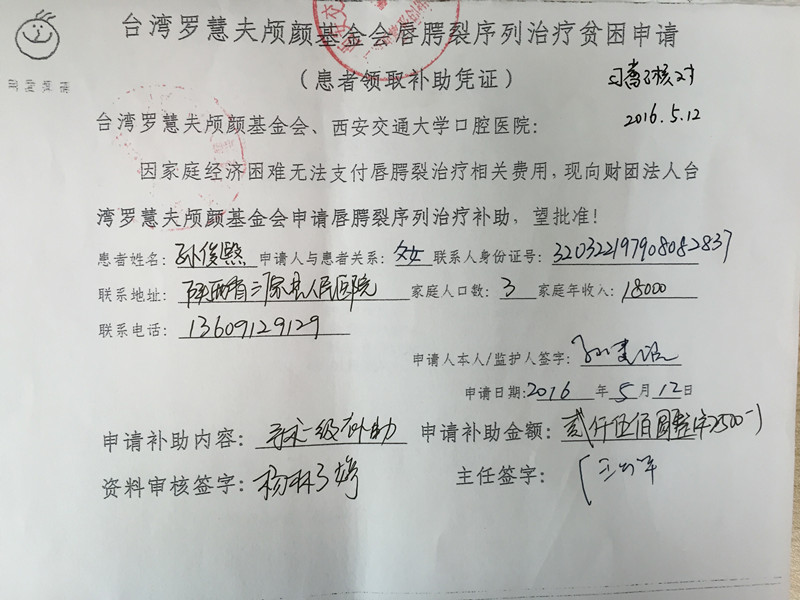 台湾罗慧夫颅颜基金会唇腭裂序列治疗贫困申请
（患者领取补助凭证）
核对
2016.5.12
台湾罗慧夫颅颜基金会、西安交通大学口腔医院：
因家庭经济困难无法支付唇腭裂治疗相关费用，现向财团法人台
湾罗慧夫颅颜基金会申请唇腭裂序列治疗补助，望批准！
患者姓名：孙俊熙 申请人与患者关系：父女 联系人身份证号：320322197908082837
联系地址：陕西省三原县人民医院 家庭人口数：3 家庭年收入：18000
联系电话：13609129129
申请人本人/监护人签字：
申请日期：2016 年 5 月 12 日
申请补助内容：级补助 申请补助金额：贰仟伍佰圆整（2500-）
资料审核签字：杨林 婷
主任签字：